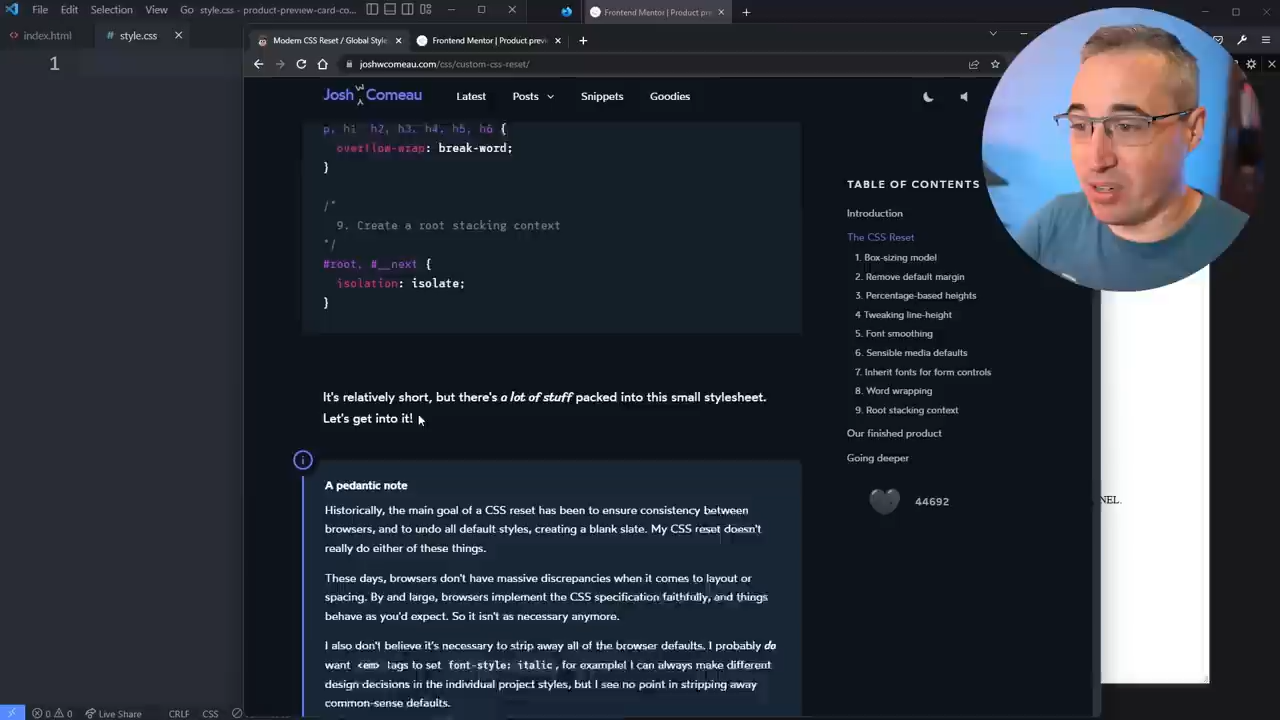 File
Edit
Selection
View
Go
style.css - product-preview-card-co...
index.html
# style.css
1
Frontend Mentor | Product pre
Modern CSS Reset / Global Style
Frontend Mentor | Product previ
joshwcomeau.com/css/custom-css-reset/
Josh W Comeau
Latest
Posts
Snippets
Goodies
p, h1 h2, h3, h4, h5, h6 {
overflow-wrap: break-word;
}
/*
9. Create a root stacking context
*/
#root, #__next {
isolation: isolate;
}
It's relatively short, but there's a lot of stuff packed into this small stylesheet.
Let's get into it!
A pedantic note
Historically, the main goal of a CSS reset has been to ensure consistency between
browsers, and to undo all default styles, creating a blank slate. My CSS reset doesn't
really do either of these things.
These days, browsers don't have massive discrepancies when it comes to layout or
spacing. By and large, browsers implement the CSS specification faithfully, and things
behave as you'd expect. So it isn't as necessary anymore.
I also don't believe it's necessary to strip away all of the browser defaults. I probably do
want <em> tags to set font-style: italic, for example! I can always make different
design decisions in the individual project styles, but I see no point in stripping away
common-sense defaults.
TABLE OF CONTENTS
Introduction
The CSS Reset
1. Box-sizing model
2. Remove default margin
3. Percentage-based heights
4 Tweaking line-height
5. Font smoothing
6. Sensible media defaults
7. Inherit fonts for form controls
8. Word wrapping
9. Root stacking context
Our finished product
Going deeper
44692
NEL.
0
0
Live Share
CRLF
CSS